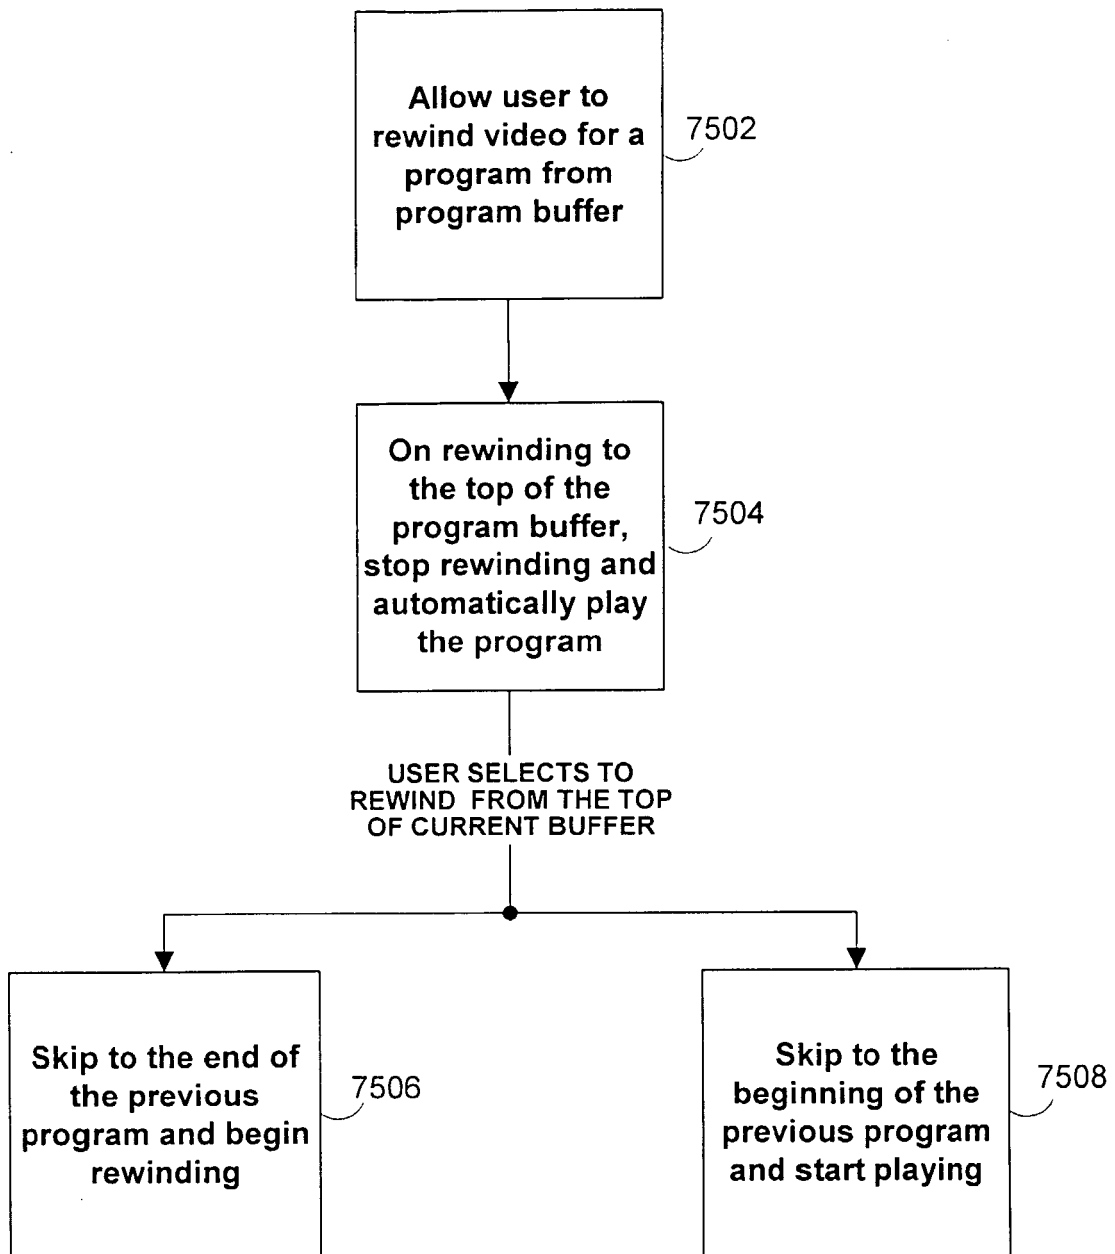 Allow user to
rewind video for a
program from
program buffer
7502
On rewinding to
the top of the
program buffer,
stop rewinding and
automatically play
the program
7504
USER SELECTS TO
REWIND FROM THE TOP
OF CURRENT BUFFER
Skip to the end of
the previous
program and begin
rewinding
7506
Skip to the
beginning of the
previous program
and start playing
7508